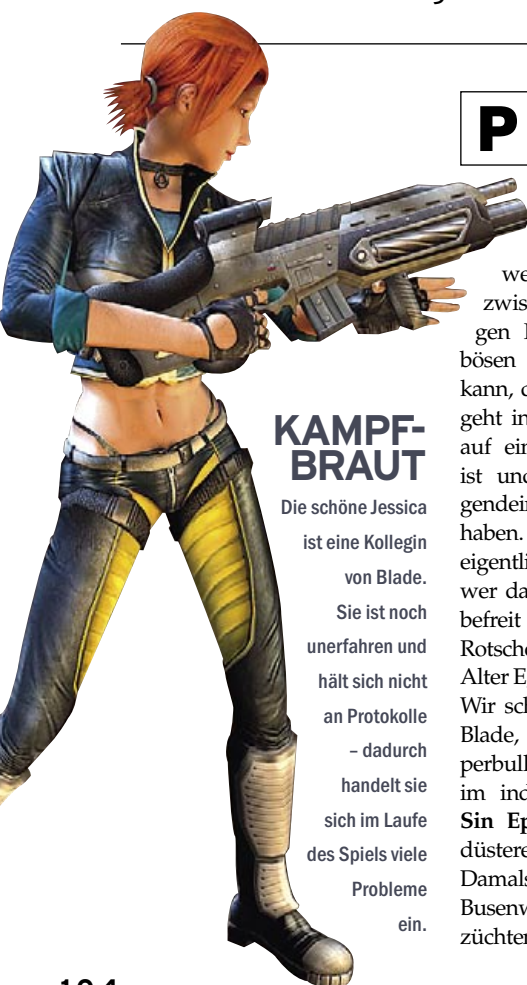 P
KAMPF-
BRAUT
Die schöne Jessica
ist eine Kollegin
von Blade.
Sie ist noch
unerfahren und
hält sich nicht
an Protokolle
– dadurch
handelt sie
sich im Laufe
des Spiels viele
Probleme
ein.
zwis
gen
bösen
kann,
geht in
auf ein
ist und
gendein
haben.
eigentli
wer da
befreit
Rotsche
Alter E
Wir sch
Blade,
perbull
im ind
Sin Ep
düstere
Damals
Busenw
züchter